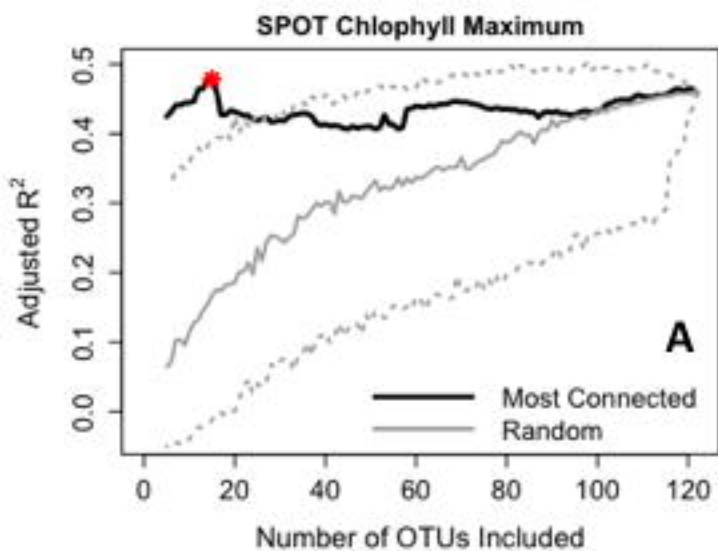 SPOT Chlophyll Maximum
Adjusted R²
0.5
0.4
0.3
0.2
0.1
0.0
A
Most Connected
Random
0 20 40 60 80 100 120
Number of OTUs Included